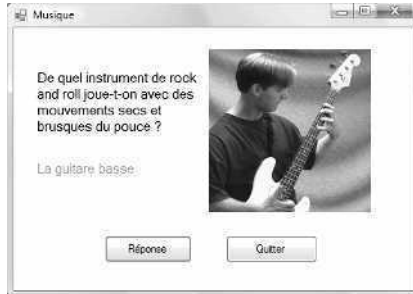 Musique
De quel instrument de rock
and roll joue-t-on avec des
mouvements secs et
brusques du pouce ?
La guitare basse
Réponse
Quitter